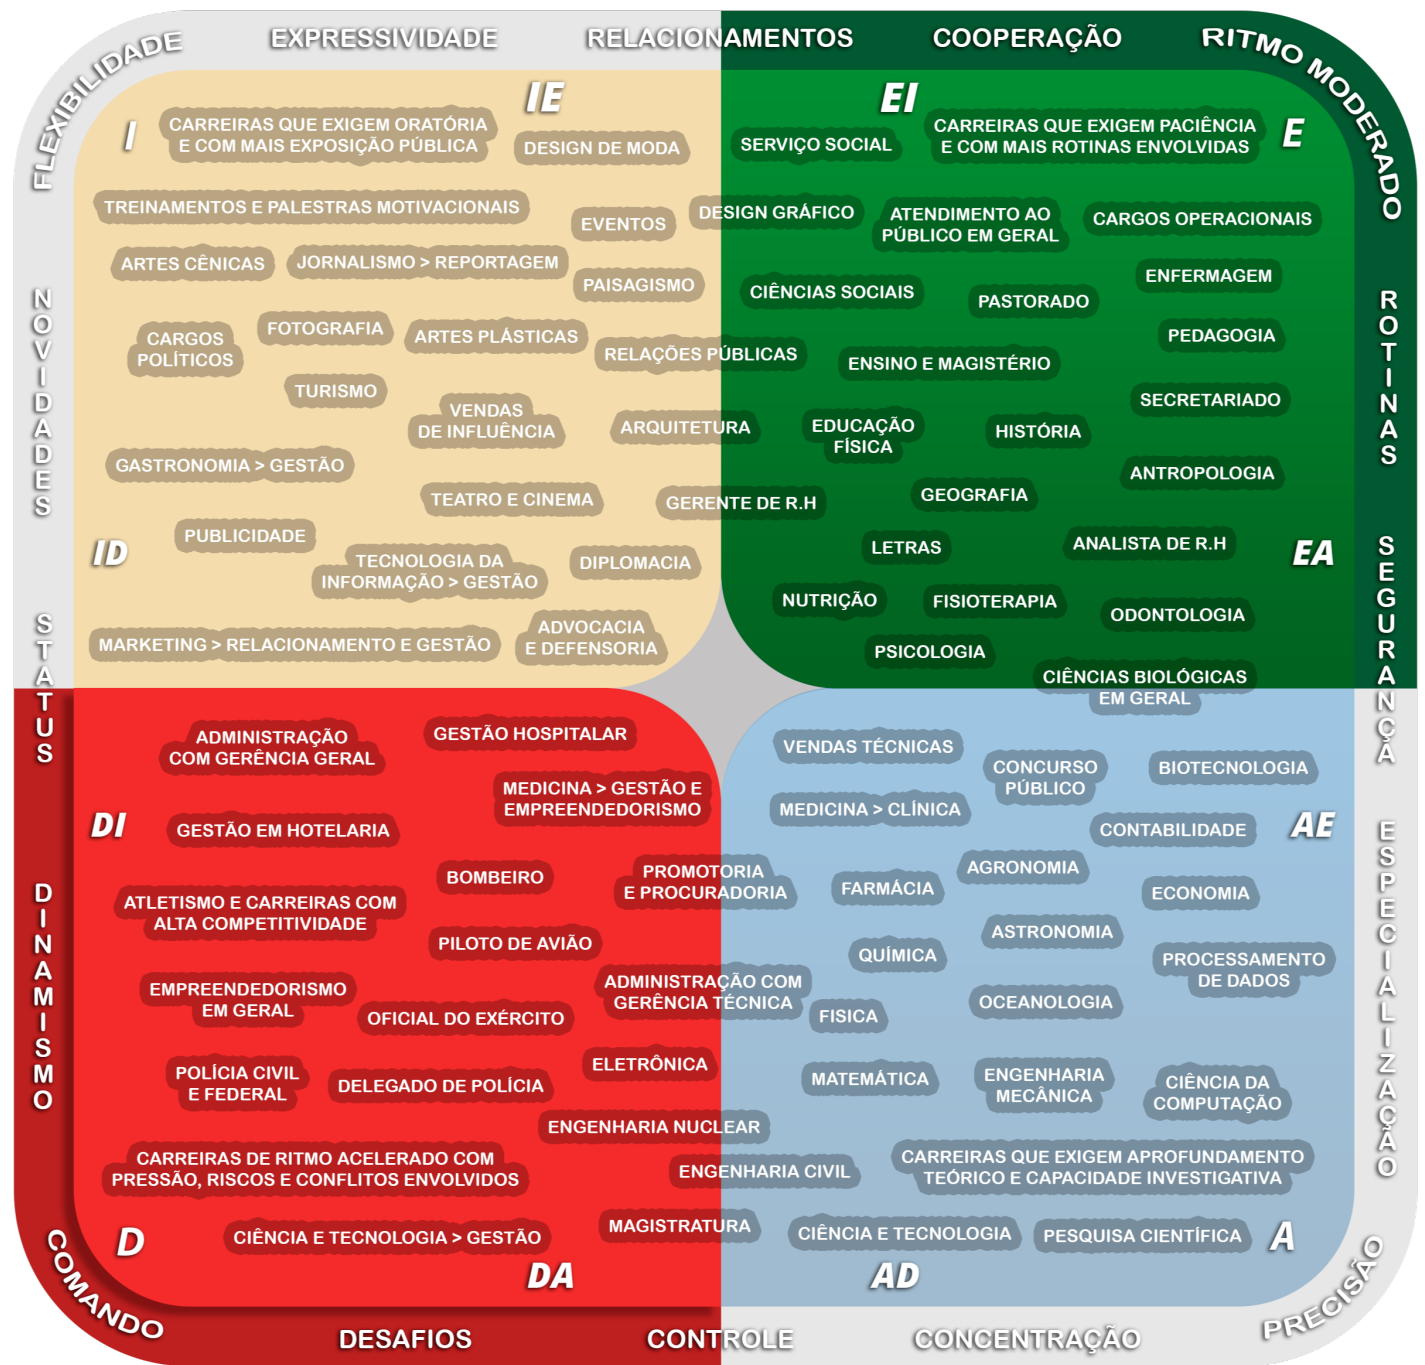 FLEXIBILIDADE
EXPRESSIVIDADE
RELACIONAMENTOS
COOPERAÇÃO
RITMO MODERADO
NOVIDADES
STATUS
DINAMISMO
COMANDO
ROTINAS
SEGURANÇA
ESPECIALIZAÇÃO
PRECISÃO
I
IE
CARREIRAS QUE EXIGEM ORATÓRIA
E COM MAIS EXPOSIÇÃO PÚBLICA
DESIGN DE MODA
TREINAMENTOS E PALESTRAS MOTIVACIONAIS
EVENTOS
ARTES CÊNICAS
JORNALISMO > REPORTAGEM
PAISAGISMO
CARGOS
POLÍTICOS
FOTOGRAFIA
ARTES PLÁSTICAS
RELAÇÕES PÚBLICAS
TURISMO
VENDAS
DE INFLUÊNCIA
ARQUITETURA
GASTRONOMIA > GESTÃO
TEATRO E CINEMA
GERENTE DE R.H
PUBLICIDADE
ID
TECNOLOGIA DA
INFORMAÇÃO > GESTÃO
DIPLOMACIA
MARKETING > RELACIONAMENTO E GESTÃO
ADVOCACIA
E DEFENSORIA
EI
E
SERVIÇO SOCIAL
CARREIRAS QUE EXIGEM PACIÊNCIA
E COM MAIS ROTINAS ENVOLVIDAS
DESIGN GRÁFICO
ATENDIMENTO AO
PÚBLICO EM GERAL
CARGOS OPERACIONAIS
CIÊNCIAS SOCIAIS
PASTORADO
ENFERMAGEM
PEDAGOGIA
ENSINO E MAGISTÉRIO
SECRETARIADO
EDUCAÇÃO
FÍSICA
HISTÓRIA
ANTROPOLOGIA
GEOGRAFIA
LETRAS
ANALISTA DE R.H
EA
NUTRIÇÃO
FISIOTERAPIA
ODONTOLOGIA
PSICOLOGIA
CIÊNCIAS BIOLÓGICAS
EM GERAL
ADMINISTRAÇÃO
COM GERÊNCIA GERAL
GESTÃO HOSPITALAR
MEDICINA > GESTÃO E
EMPREENDEDORISMO
DI
GESTÃO EM HOTELARIA
BOMBEIRO
PROMOTORIA
E PROCURADORIA
ATLETISMO E CARREIRAS COM
ALTA COMPETITIVIDADE
PILOTO DE AVIÃO
EMPREENDEDORISMO
EM GERAL
OFICIAL DO EXÉRCITO
ADMINISTRAÇÃO COM
GERÊNCIA TÉCNICA
POLÍCIA CIVIL
E FEDERAL
DELEGADO DE POLÍCIA
ELETRÔNICA
ENGENHARIA NUCLEAR
CARREIRAS DE RITMO ACELERADO COM
PRESSÃO, RISCOS E CONFLITOS ENVOLVIDOS
ENGENHARIA CIVIL
D
CIÊNCIA E TECNOLOGIA > GESTÃO
MAGISTRATURA
DA
VENDAS TÉCNICAS
CONCURSO
PÚBLICO
BIOTECNOLOGIA
MEDICINA > CLÍNICA
CONTABILIDADE
AE
AGRONOMIA
FARMÁCIA
ECONOMIA
ASTRONOMIA
QUÍMICA
PROCESSAMENTO
DE DADOS
OCEANOLOGIA
FISICA
MATEMÁTICA
ENGENHARIA
MECÂNICA
CIÊNCIA DA
COMPUTAÇÃO
CARREIRAS QUE EXIGEM APROFUNDAMENTO
TEÓRICO E CAPACIDADE INVESTIGATIVA
CIÊNCIA E TECNOLOGIA
PESQUISA CIENTÍFICA
A
AD
DESAFIOS
CONTROLE
CONCENTRAÇÃO